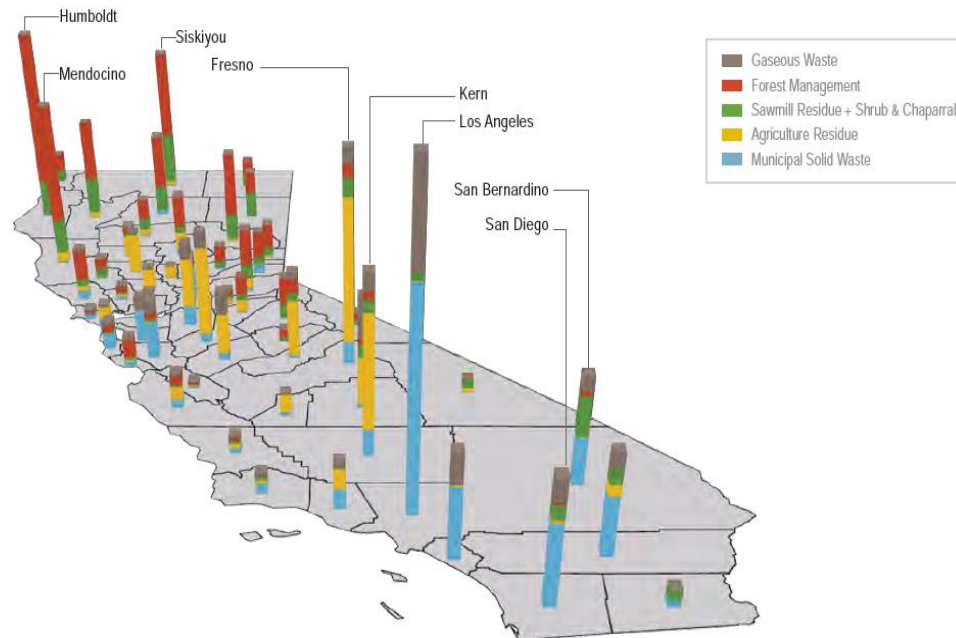 Humboldt
Siskiyou
Mendocino
Fresno
Kern
Los Angeles
San Bernardino
San Diego
Gaseous Waste
Forest Management
Sawmill Residue + Shrub & Chaparral
Agriculture Residue
Municipal Solid Waste